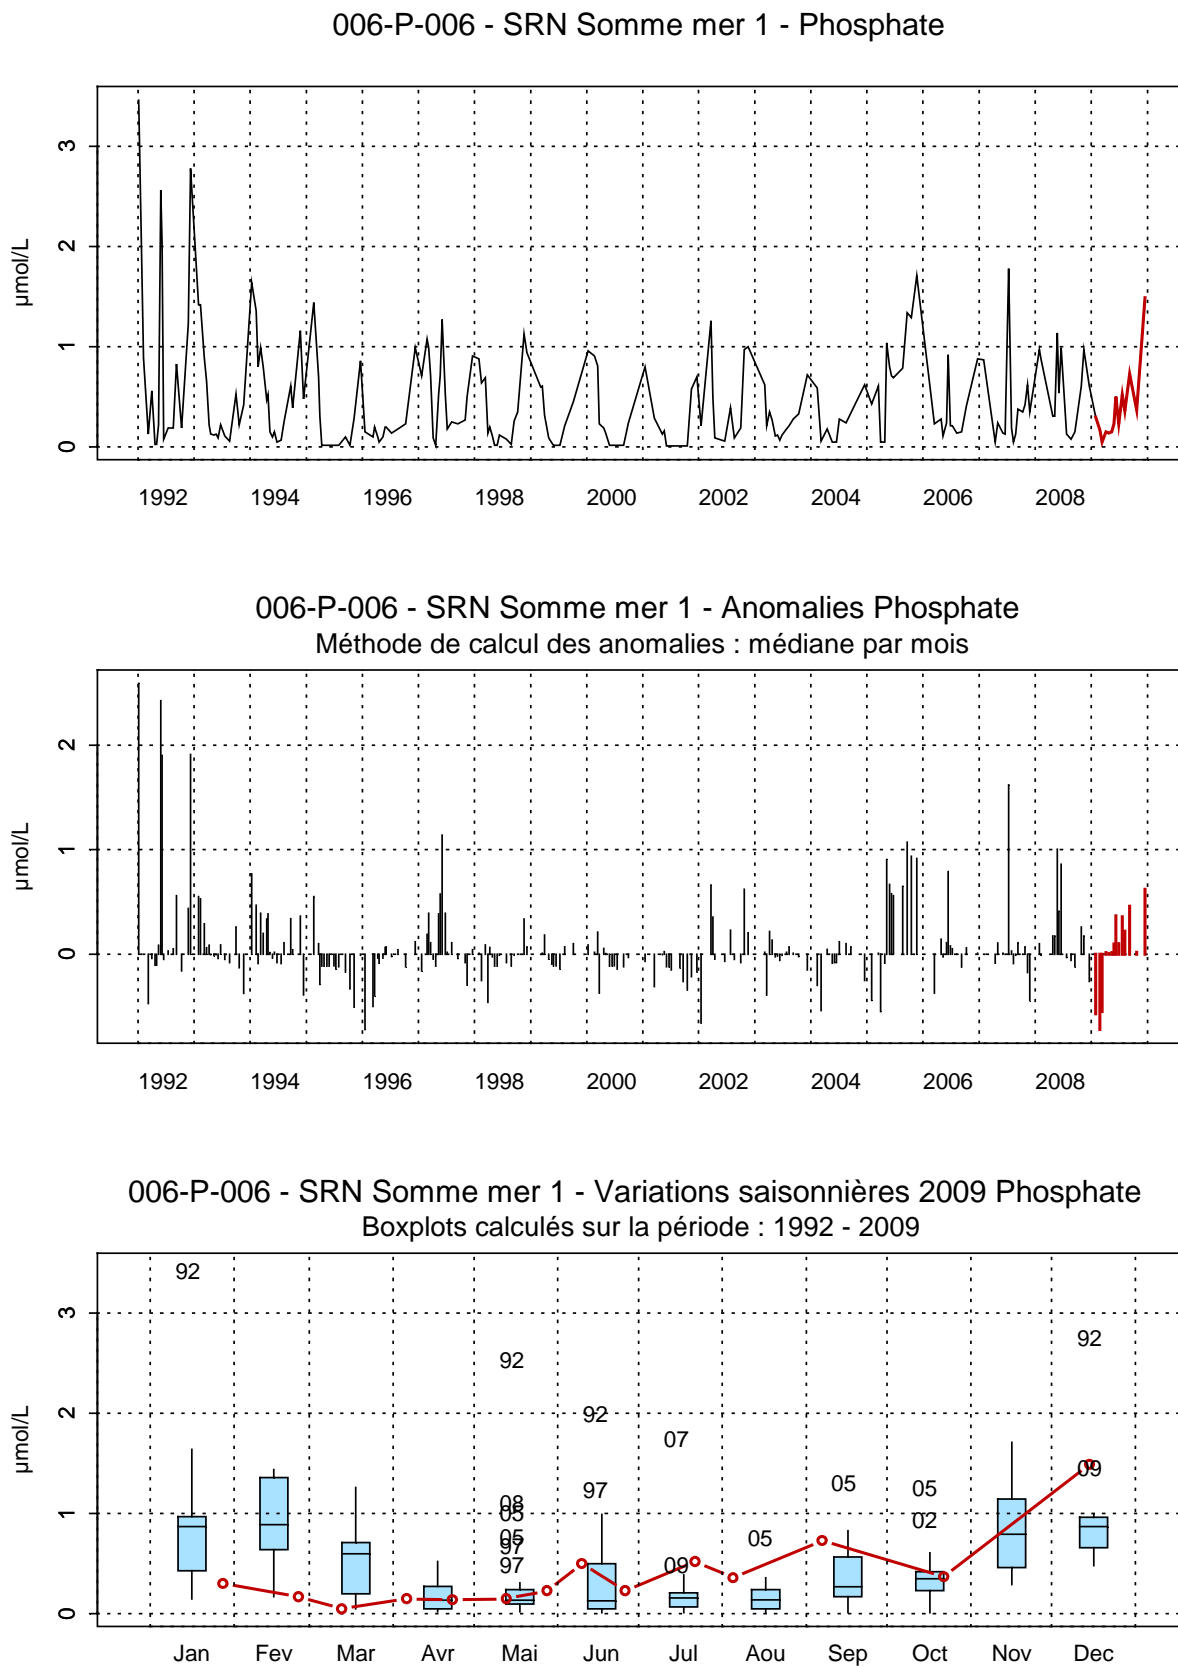 006-P-006 - SRN Somme mer 1 - Phosphate
3
2
1
0
µmol/L
1992 1994 1996 1998 2000 2002 2004 2006 2008
006-P-006 - SRN Somme mer 1 - Anomalies Phosphate
Méthode de calcul des anomalies : médiane par mois
2
1
0
µmol/L
1992 1994 1996 1998 2000 2002 2004 2006 2008
006-P-006 - SRN Somme mer 1 - Variations saisonnières 2009 Phosphate
Boxplots calculés sur la période : 1992 - 2009
92
3
92
92
2
92
07
09
05
05
97
08
1
05
02
05
05
97
97
09
0
µmol/L
Jan Fev Mar Avr Mai Jun Jul Aou Sep Oct Nov Dec